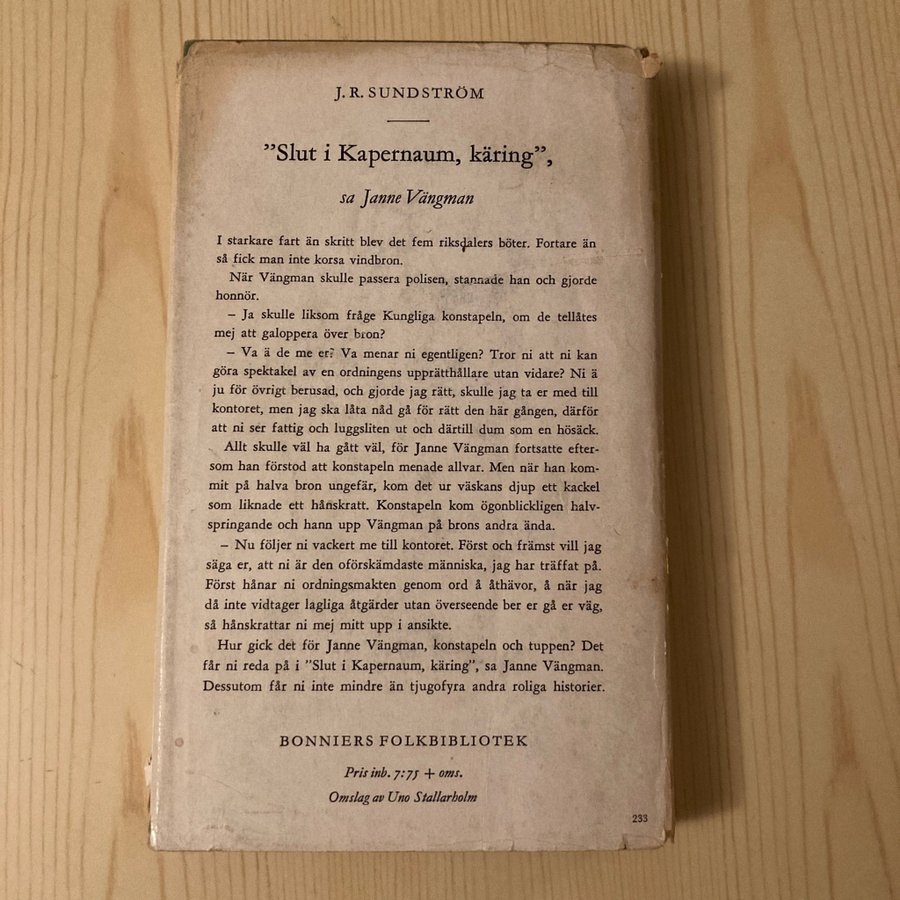 J. R. SUNDSTRÖM
”Slut i Kapernaum, käring”,
sa Janne Vängman
I starkare fart än skritt blev det fem riksdalers böter. Fortare än
så fick man inte korsa vindbron.
När Vängman skulle passera polisen, stannade han och gjorde
honnör.
– Ja skulle liksom fråge Kungliga konstapeln, om de tellåtes
mej att galoppera över bron?
– Va ä de me er? Va menar ni egentligen? Tror ni att ni kan
göra spektakel av en ordningens upprätthållare utan vidare? Ni ä
ju för övrigt berusad, och gjorde jag rätt, skulle jag ta er med till
kontoret, men jag ska låta nåd gå för rätt den här gången, därför
att ni ser fattig och luggsliten ut och därtill dum som en hösäck.
Allt skulle väl ha gått väl, för Janne Vängman fortsatte efter-
som han förstod att konstapeln menade allvar. Men när han kom-
mit på halva bron ungefär, kom det ur väskans djup ett kackel
som liknade ett hånskratt. Konstapeln kom ögonblickligen halv-
springande och hann upp Vängman på brons andra ända.
– Nu följer ni vackert me till kontoret. Först och främst vill jag
säga er, att ni är den oförskämdaste människa, jag har träffat på.
Först hånar ni ordningsmakten genom ord å åthävor, å när jag
då inte vidtager lagliga åtgärder utan överseende ber er gå er väg,
så hånskrattar ni mej mitt upp i ansikte.
Hur gick det för Janne Vängman, konstapeln och tuppen? Det
får ni reda på i ”Slut i Kapernaum, käring”, sa Janne Vängman.
Dessutom får ni inte mindre än tjugofyra andra roliga historier.
BONNIERS FOLKBIBLIOTEK
Pris inb. 7:75 + oms.
Omslag av Uno Stallarholm
233